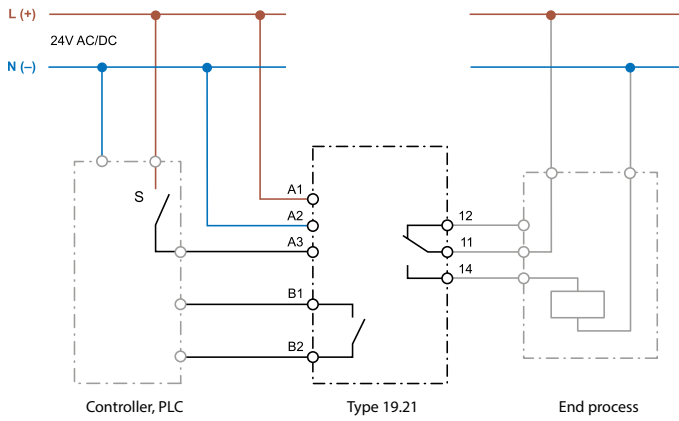 L (+)
24V AC/DC
N (–)
S
A1
A2
A3
B1
B2
12
11
14
Controller, PLC
Type 19.21
End process